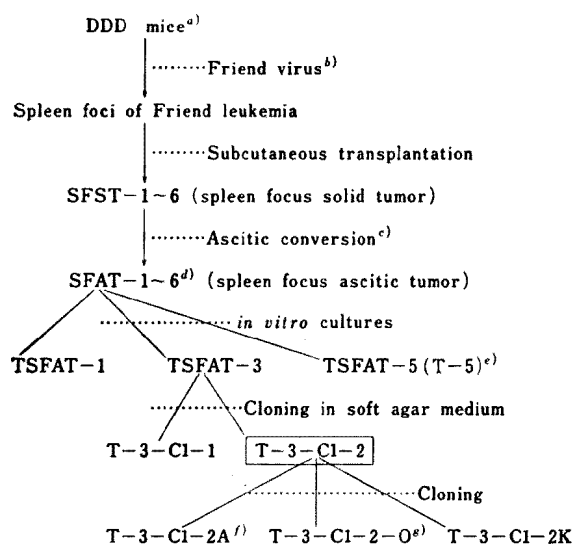 DDD mice a)
Friend virus b)
Spleen foci of Friend leukemia
Subcutaneous transplantation
SFST-1~6 (spleen focus solid tumor)
Ascitic conversion c)
SFAT-1~6 d) (spleen focus ascitic tumor)
in vitro cultures
TSFAT-1 TSFAT-3 TSFAT-5 (T-5) e)
Cloning in soft agar medium
T-3-Cl-1 T-3-Cl-2
Cloning
T-3-Cl-2A f) T-3-Cl-2-O g) T-3-Cl-2K